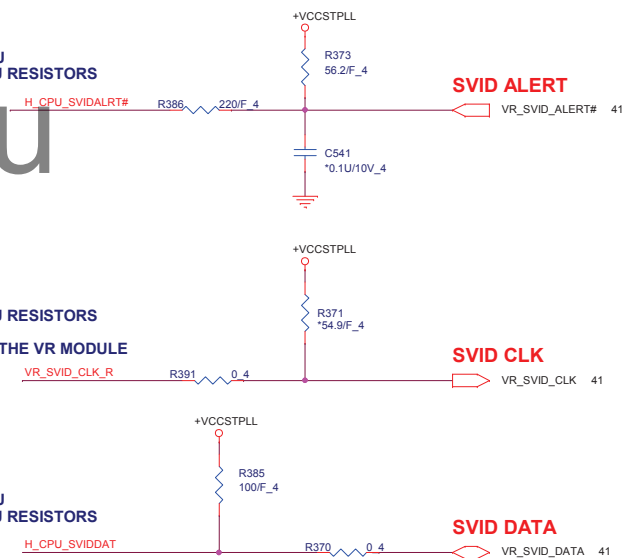 +VCCSTPLL
R373
56.2/F_4
RESISTORS
SVID ALERT
H_CPU_SVIDALRT# R386 220/F_4 VR_SVID_ALERT# 41
C541
*0.1U/10V_4
+VCCSTPLL
R371
*54.9/F_4
RESISTORS
THE VR MODULE
SVID CLK
VR_SVID_CLK_R R391 0_4 VR_SVID_CLK 41
+VCCSTPLL
R385
100/F_4
RESISTORS
SVID DATA
H_CPU_SVIDDAT R370 0_4 VR_SVID_DATA 41